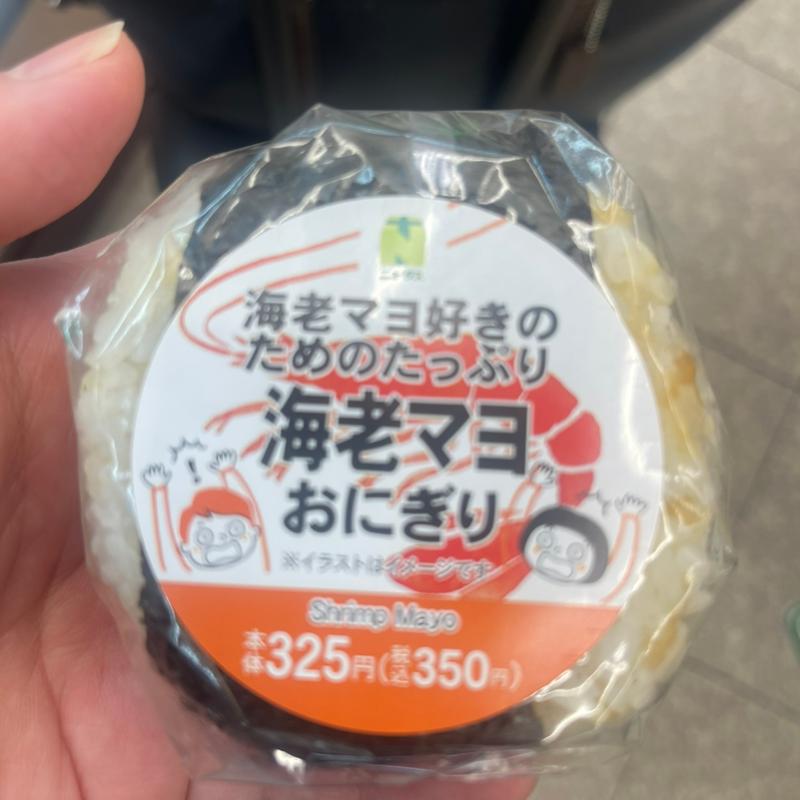 海老マヨ好きの
ためのたっぷり
海老マヨ
おにぎり
※イラストはイメージです
Shrimp Mayo
本体325円(税込350円)